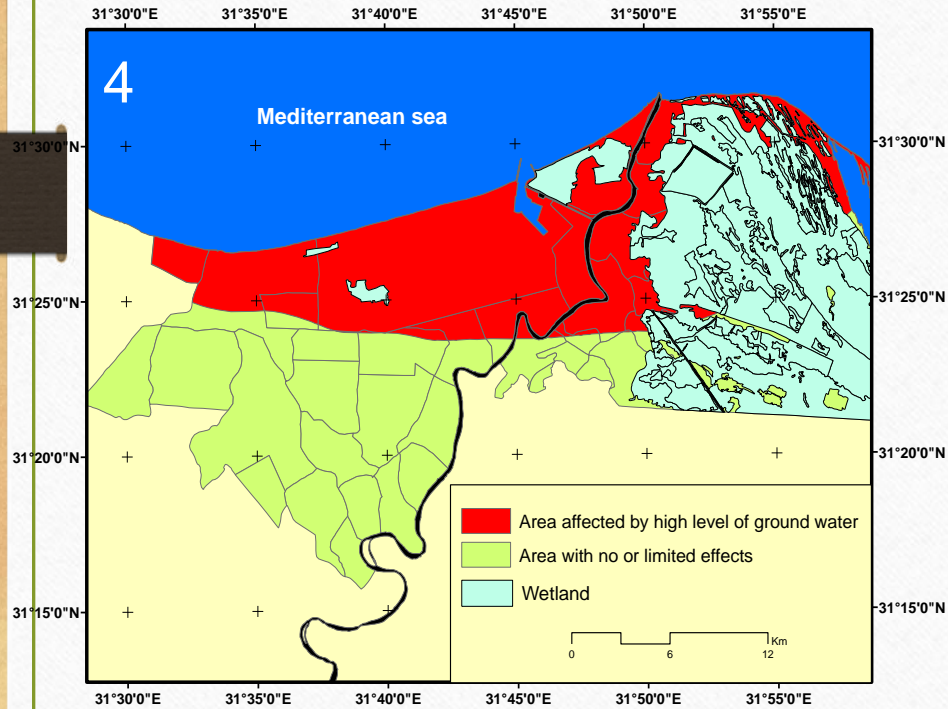 31°30'0"E 31°35'0"E 31°40'0"E 31°45'0"E 31°50'0"E 31°55'0"E
4
Mediterranean sea
31°30'0"N 31°30'0"N
31°25'0"N 31°25'0"N
31°20'0"N 31°20'0"N
Area affected by high level of ground water
Area with no or limited effects
Wetland
31°15'0"N 31°15'0"N
Km
0 6 12
31°30'0"E 31°35'0"E 31°40'0"E 31°45'0"E 31°50'0"E 31°55'0"E